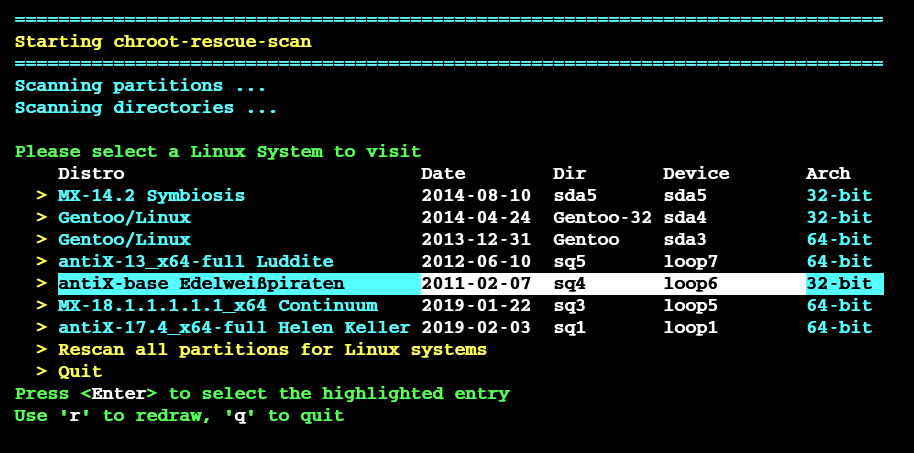 ===============================================================================
Starting chroot-rescue-scan
===============================================================================
Scanning partitions ...
Scanning directories ...
Please select a Linux System to visit
Distro Date Dir Device Arch
> MX-14.2 Symbiosis 2014-08-10 sda5 sda5 32-bit
> Gentoo/Linux 2014-04-24 Gentoo-32 sda4 32-bit
> Gentoo/Linux 2013-12-31 Gentoo sda3 64-bit
> antiX-13_x64-full Luddite 2012-06-10 sq5 loop7 64-bit
> antiX-base Edelweißpiraten 2011-02-07 sq4 loop6 32-bit
> MX-18.1.1.1.1.1_x64 Continuum 2019-01-22 sq3 loop5 64-bit
> antiX-17.4_x64-full Helen Keller 2019-02-03 sq1 loop1 64-bit
> Rescan all partitions for Linux systems
> Quit
Press <Enter> to select the highlighted entry
Use 'r' to redraw, 'q' to quit